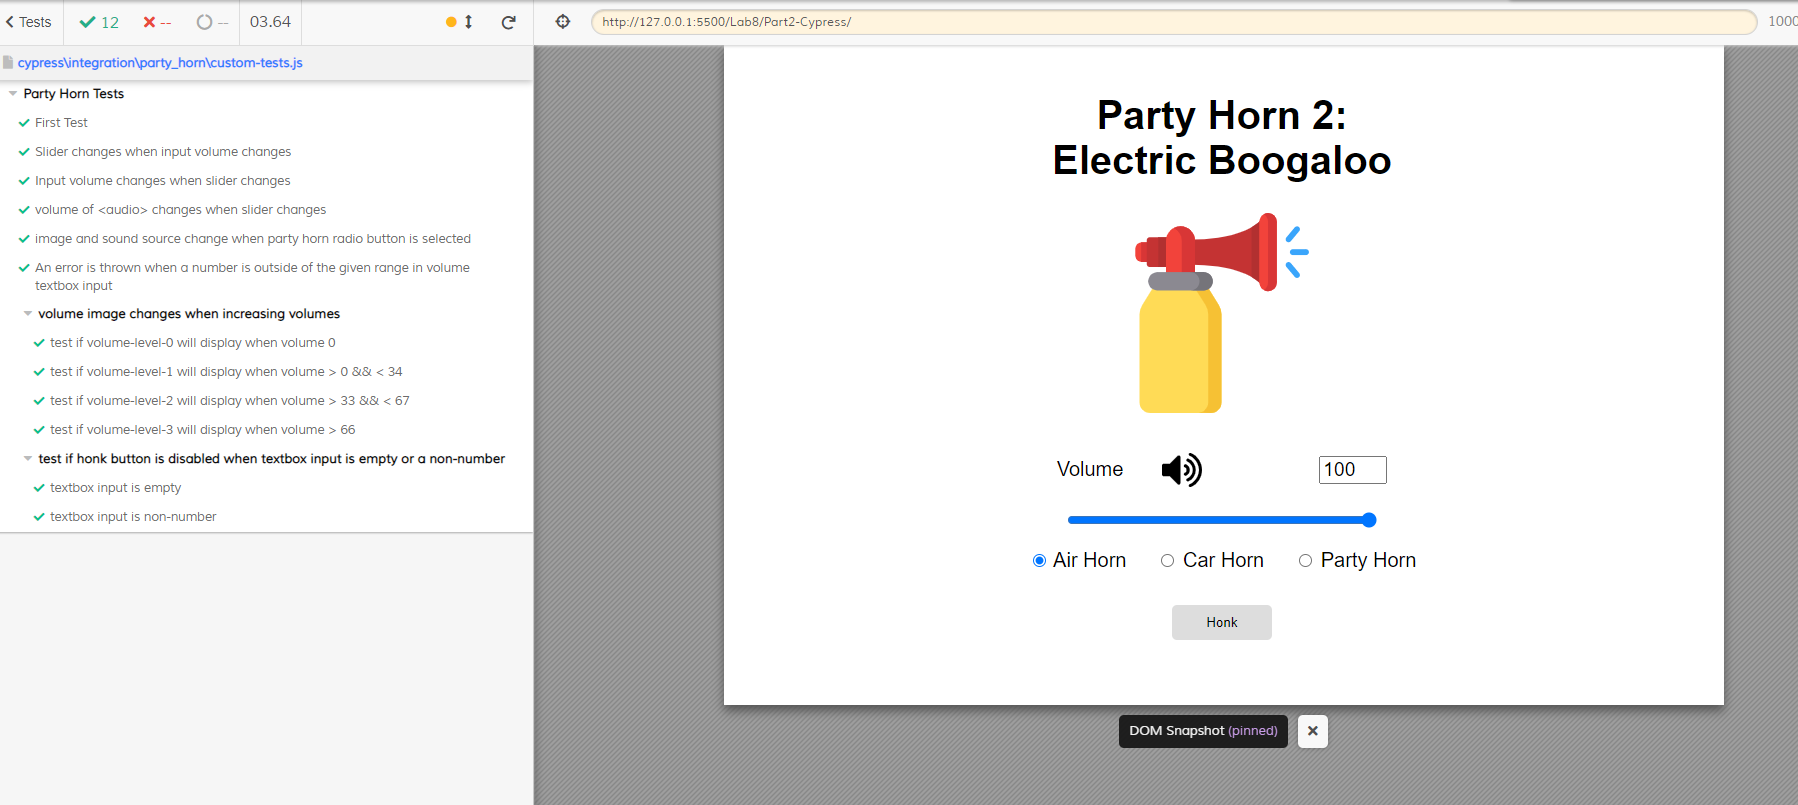 Tests
12
--
--
03.64
http://127.0.0.1:5500/Lab8/Part2-Cypress/
1000
cypress\integration\party_horn\custom-tests.js
Party Horn Tests
First Test
Slider changes when input volume changes
Input volume changes when slider changes
volume of <audio> changes when slider changes
image and sound source change when party horn radio button is selected
An error is thrown when a number is outside of the given range in volume
textbox input
volume image changes when increasing volumes
test if volume-level-0 will display when volume 0
test if volume-level-1 will display when volume > 0 && < 34
test if volume-level-2 will display when volume > 33 && < 67
test if volume-level-3 will display when volume > 66
test if honk button is disabled when textbox input is empty or a non-number
textbox input is empty
textbox input is non-number
Party Horn 2:
Electric Boogaloo
Volume
100
Air Horn
Car Horn
Party Horn
Honk
DOM Snapshot (pinned)